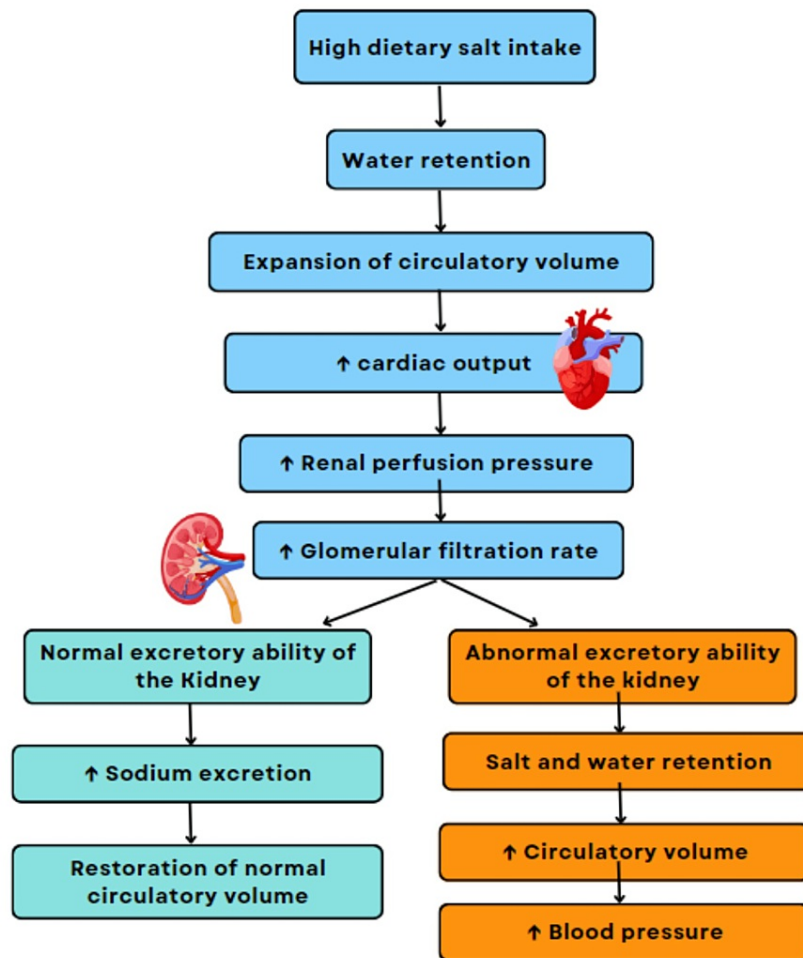 High dietary salt intake
Water retention
Expansion of circulatory volume
↑ cardiac output
↑ Renal perfusion pressure
↑ Glomerular filtration rate
Normal excretory ability of
the Kidney
↑ Sodium excretion
Restoration of normal
circulatory volume
Abnormal excretory ability
of the kidney
Salt and water retention
↑ Circulatory volume
↑ Blood pressure